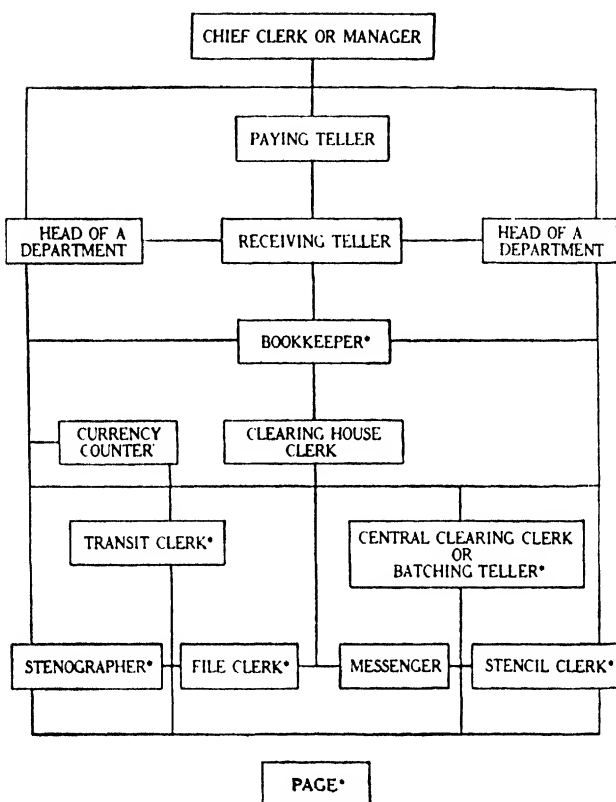 CHIEF CLERK OR MANAGER
PAYING TELLER
HEAD OF A
DEPARTMENT
RECEIVING TELLER
HEAD OF A
DEPARTMENT
BOOKKEEPER*
CURRENCY
COUNTER
CLEARING HOUSE
CLERK
TRANSIT CLERK*
CENTRAL CLEARING CLERK
OR
BATCHING TELLER*
STENOGRAPHER*
FILE CLERK*
MESSENGER
STENCIL CLERK*
PAGE*